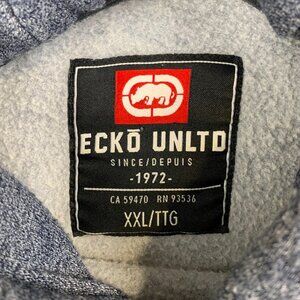 ECKŌ UNLTD
SINCE/DEPUIS
-1972-
CA 59470 RN 93536
XXL/TTG